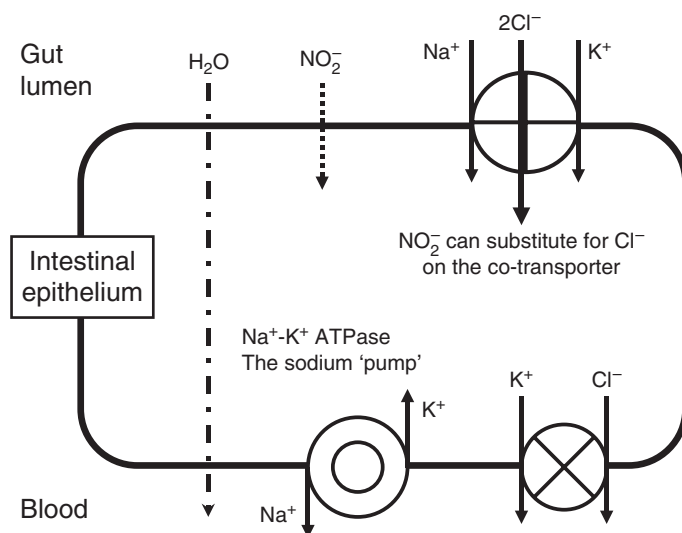 Gut
lumen
H₂O
NO₂⁻
Na⁺
2Cl⁻
K⁺
NO₂⁻ can substitute for Cl⁻
on the co-transporter
Intestinal
epithelium
Na⁺-K⁺ ATPase
The sodium ‘pump’
K⁺
K⁺
Cl⁻
Blood
Na⁺